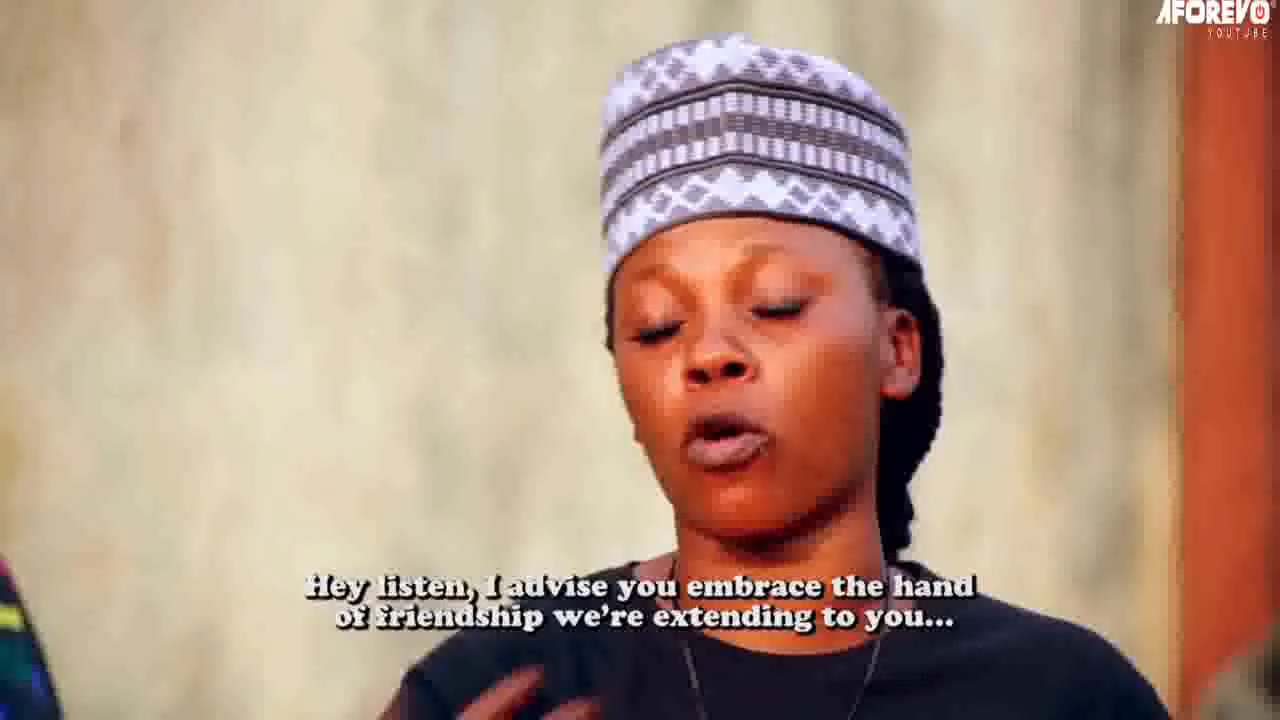 AFOREVO
YOUTUBE
Hey listen, I advise you embrace the hand
of friendship we're extending to you...